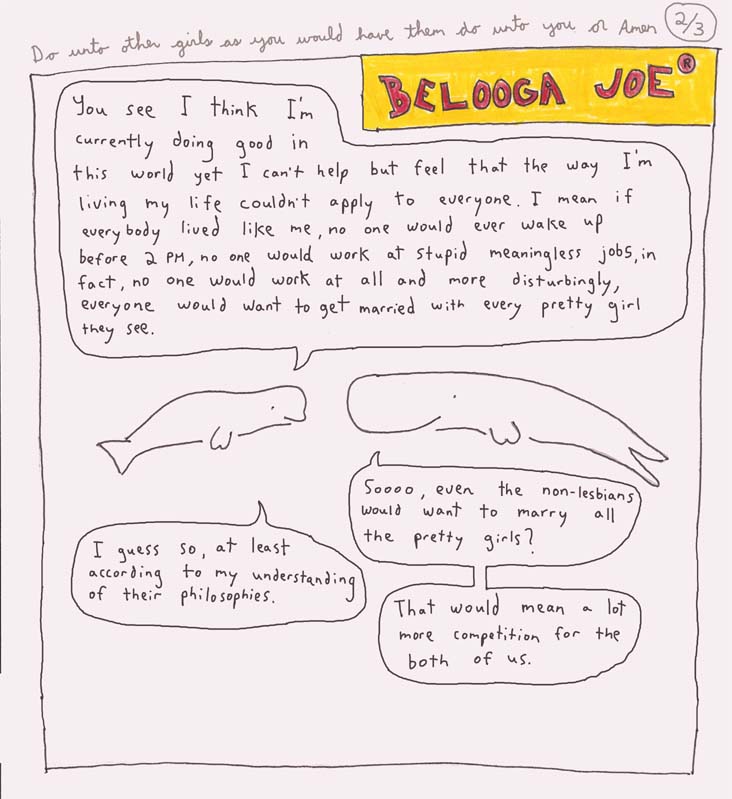 Do unto other girls as you would have them do unto you or Amen 2/3
BELOOGA JOE®
You see I think I'm
currently doing good in
this world yet I can't help but feel that the way I'm
living my life couldn't apply to everyone. I mean if
everybody lived like me, no one would ever wake up
before 2 PM, no one would work at stupid meaningless jobs, in
fact, no one would work at all and more disturbingly,
everyone would want to get married with every pretty girl
they see.
Soooo, even the non-lesbians
would want to marry all
the pretty girls?
I guess so, at least
according to my understanding
of their philosophies.
That would mean a lot
more competition for the
both of us.